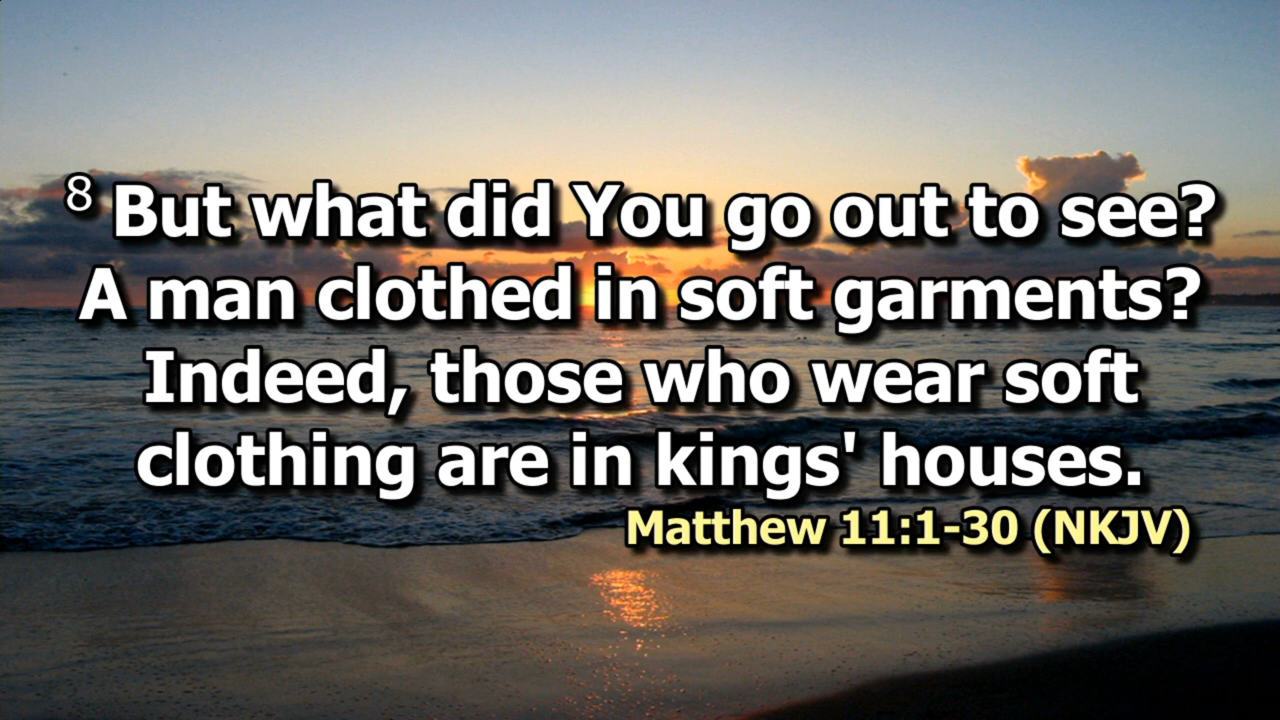 8 But what did You go out to see?
A man clothed in soft garments?
Indeed, those who wear soft
clothing are in kings' houses.
Matthew 11:1-30 (NKJV)